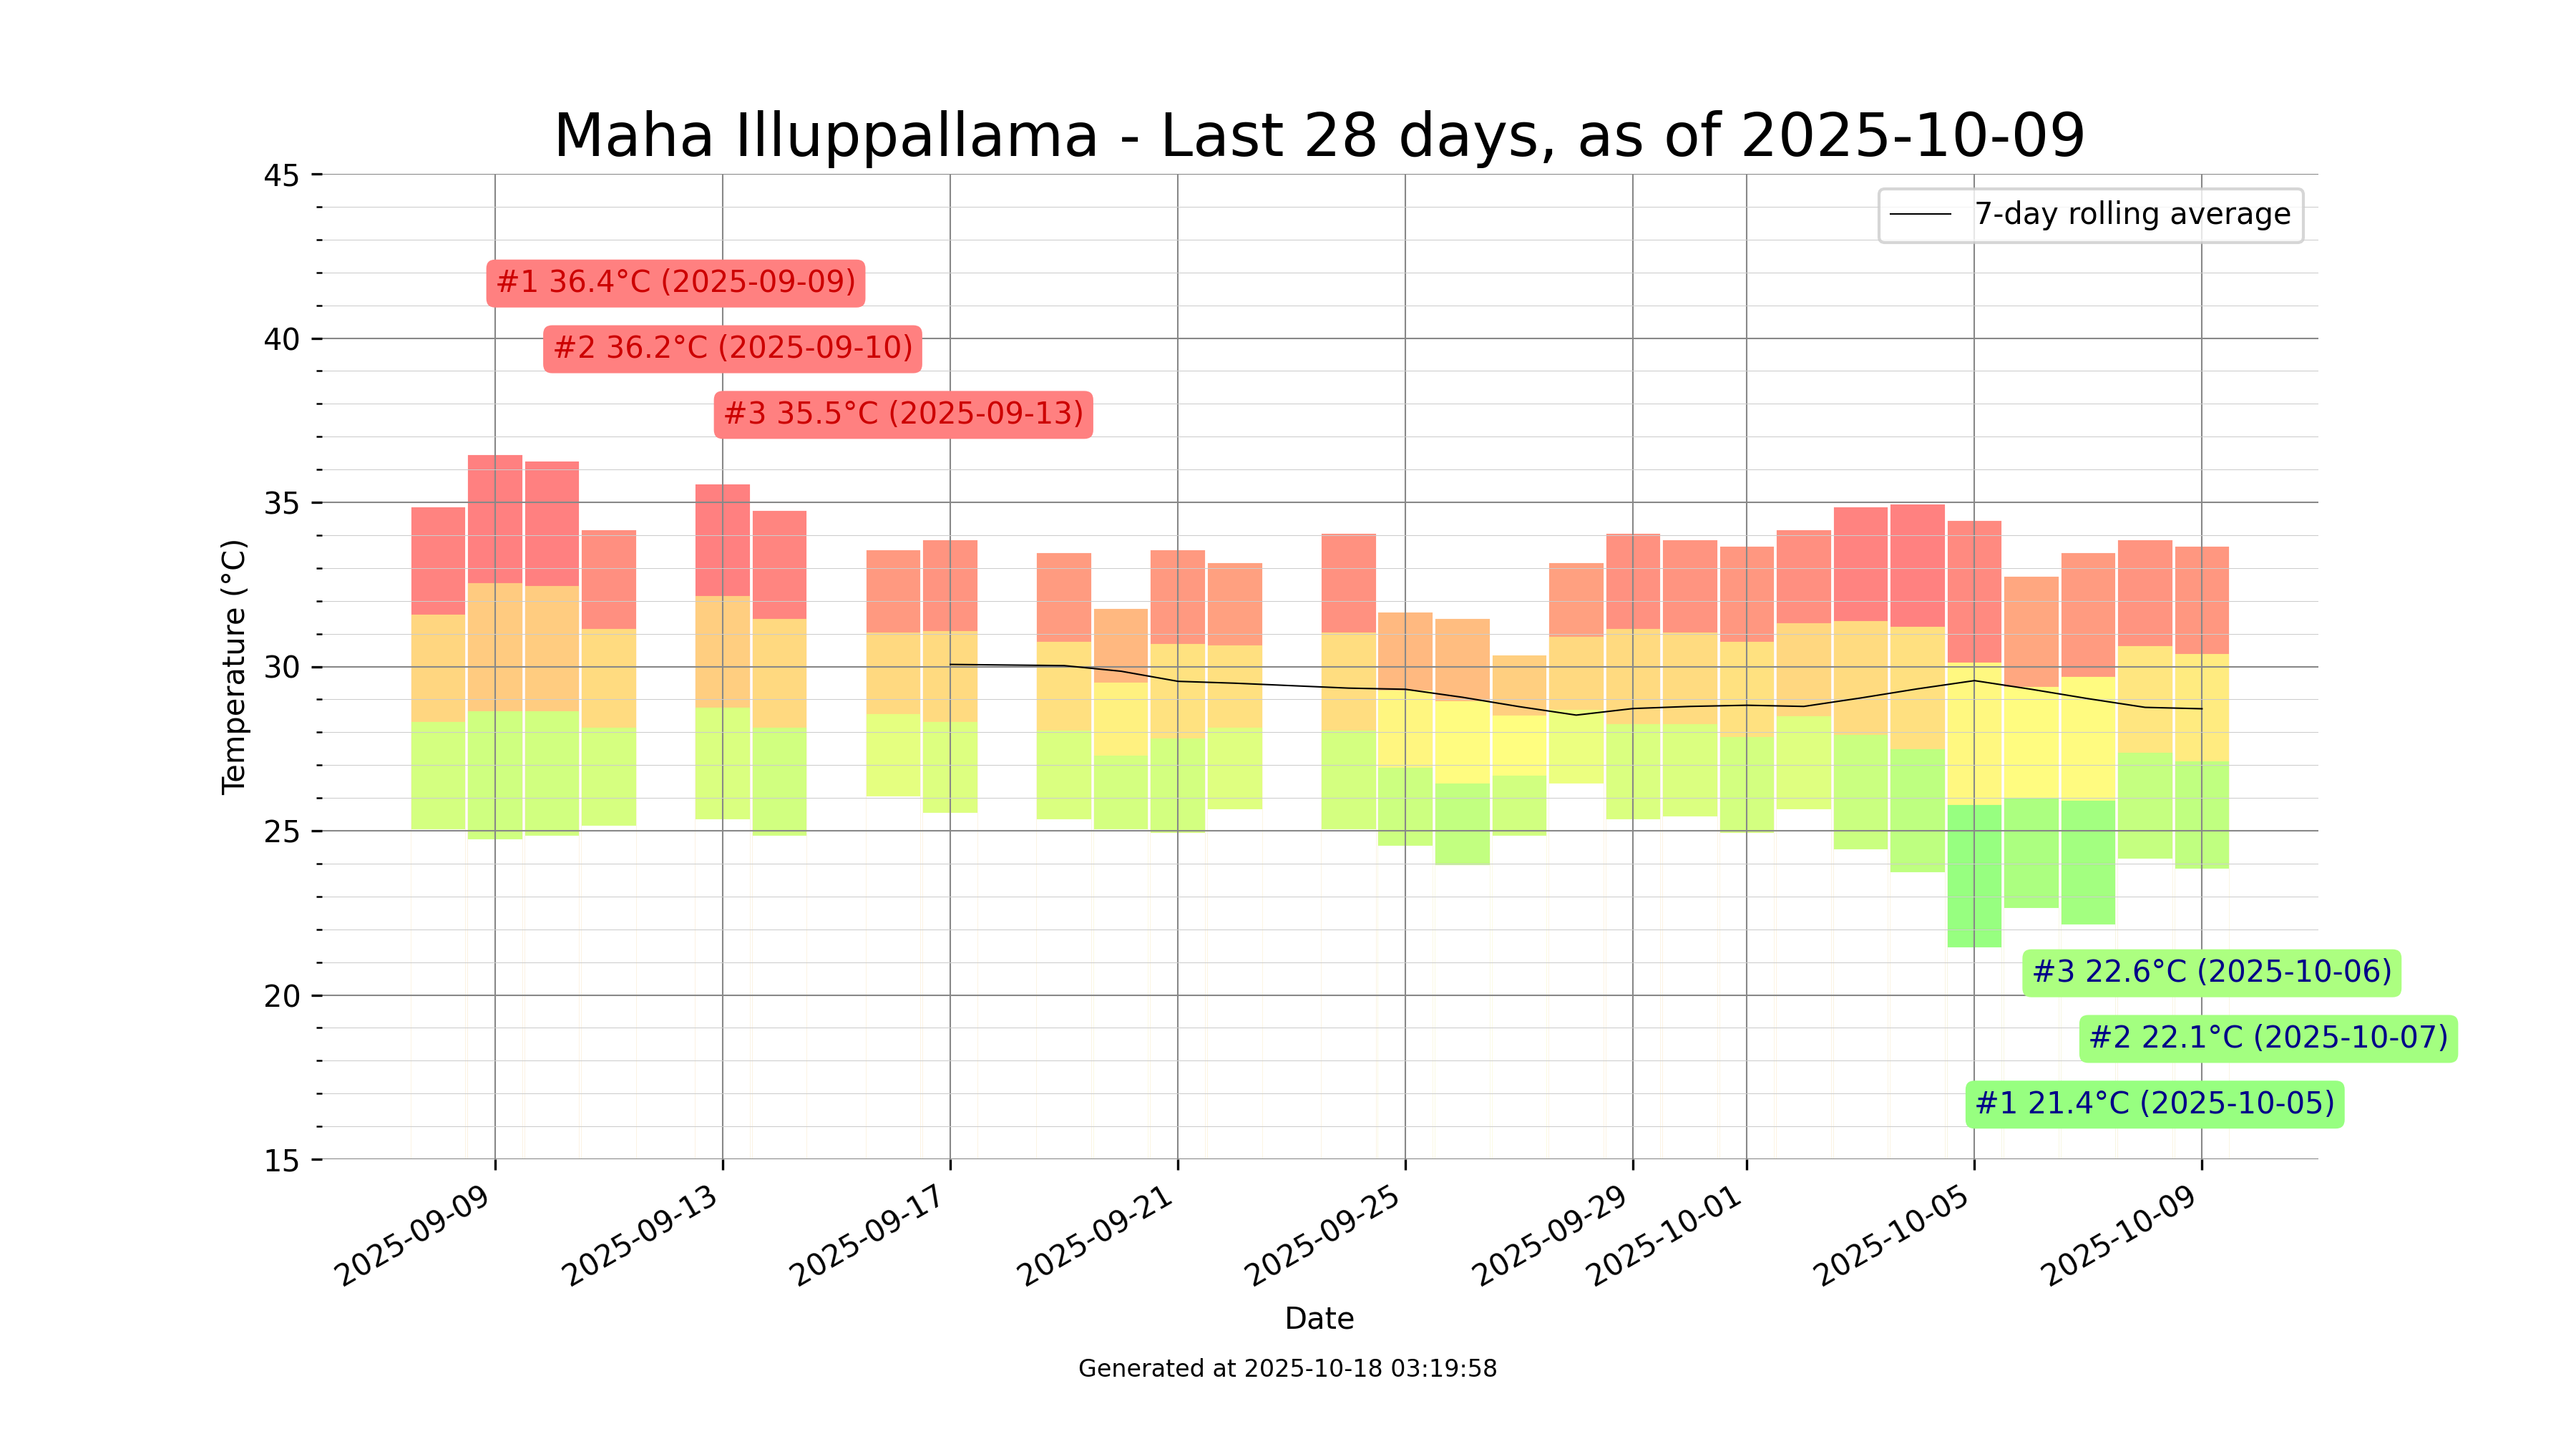 Maha Illuppallama - Last 28 days, as of 2025-10-09
7-day rolling average
#1 36.4°C (2025-09-09)
#2 36.2°C (2025-09-10)
#3 35.5°C (2025-09-13)
#3 22.6°C (2025-10-06)
#2 22.1°C (2025-10-07)
#1 21.4°C (2025-10-05)
Temperature (°C)
45
40
35
30
25
20
15
2025-09-09
2025-09-13
2025-09-17
2025-09-21
2025-09-25
2025-09-29
2025-10-01
2025-10-05
2025-10-09
Date
Generated at 2025-10-18 03:19:58